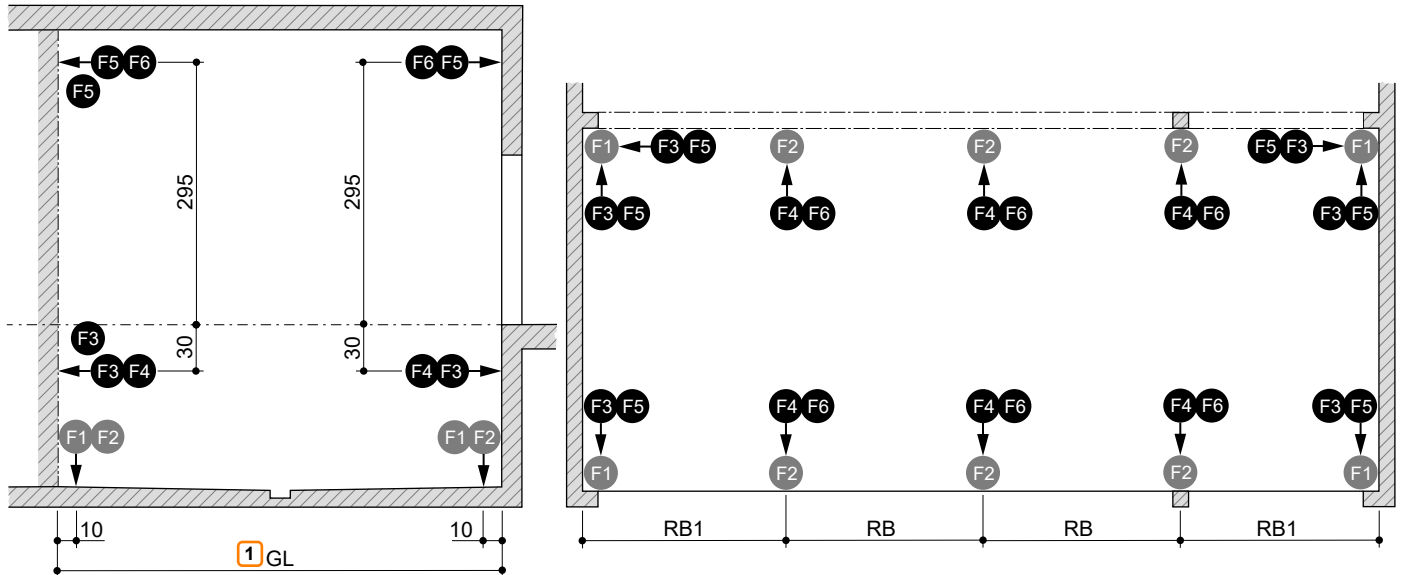 F5 F6 F6 F5
F5
295 295
F3
30 30
F3 F4 F4 F3
F1 F2 F1 F2
10 10
1 GL
F1 F3 F5 F2 F2 F2 F5 F3 F1
F3 F5 F4 F6 F4 F6 F4 F6 F3 F5
F3 F5 F4 F6 F4 F6 F4 F6 F3 F5
F1 F2 F2 F2 F1
RB1 RB RB RB1